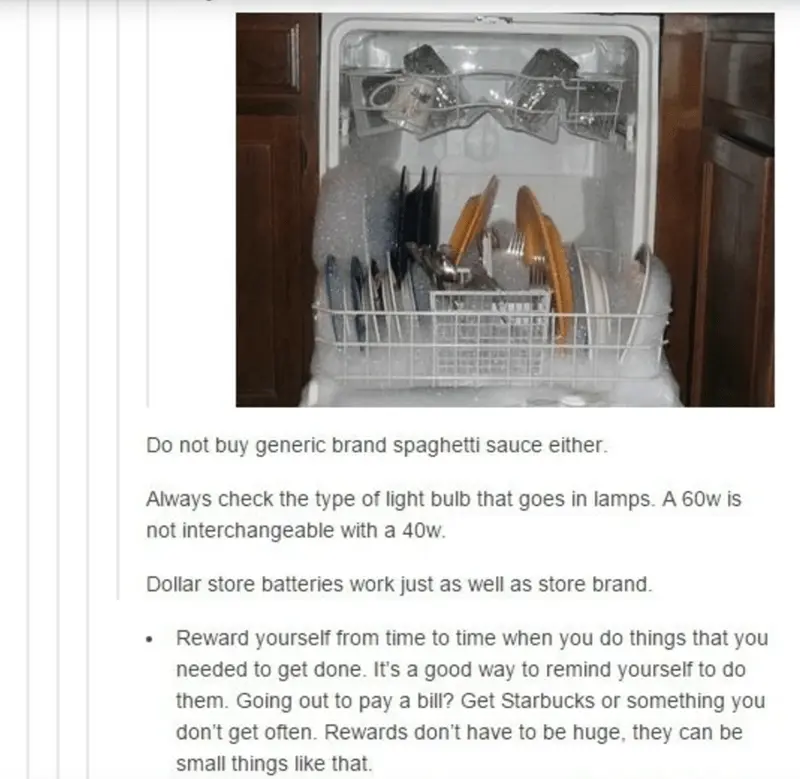 Do not buy generic brand spaghetti sauce either.
Always check the type of light bulb that goes in lamps. A 60w is
not interchangeable with a 40w.
Dollar store batteries work just as well as store brand.
• Reward yourself from time to time when you do things that you
needed to get done. It's a good way to remind yourself to do
them. Going out to pay a bill? Get Starbucks or something you
don't get often. Rewards don't have to be huge, they can be
small things like that.